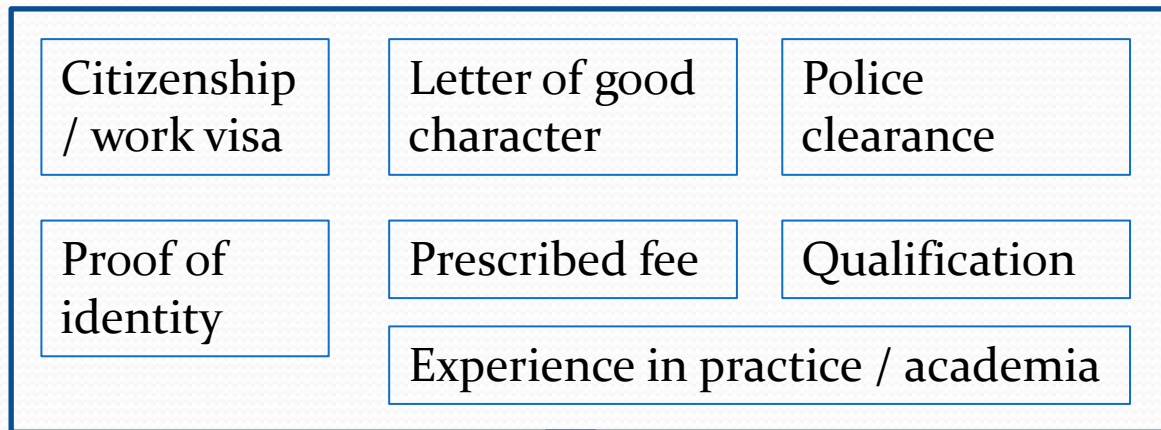 Citizenship
/ work visa
Letter of good
character
Police
clearance
Proof of
identity
Prescribed fee
Qualification
Experience in practice / academia